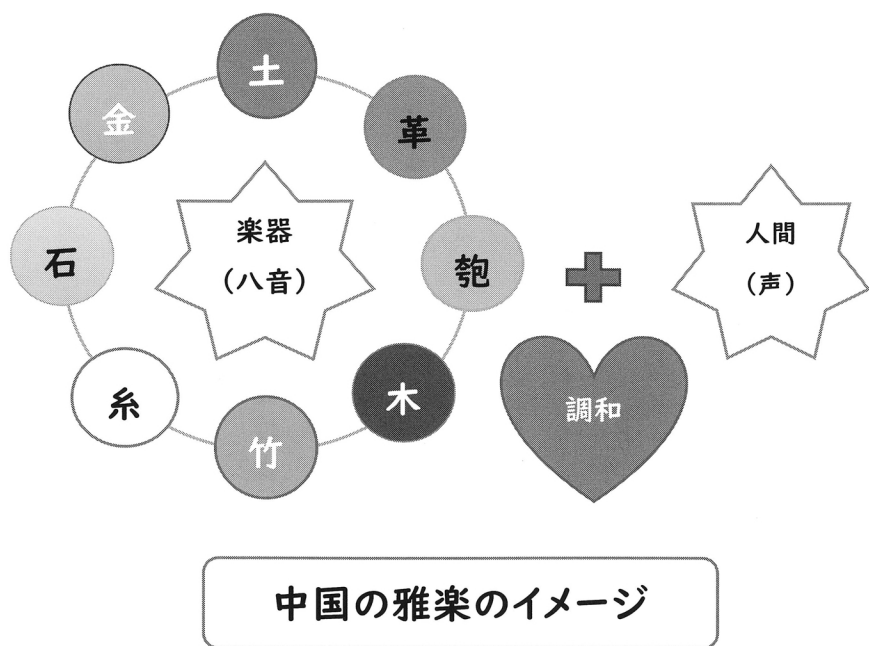 土
金
革
石
楽器
（八音）
匏
人間
（声）
糸
木
竹
調和
中国の雅楽のイメージ